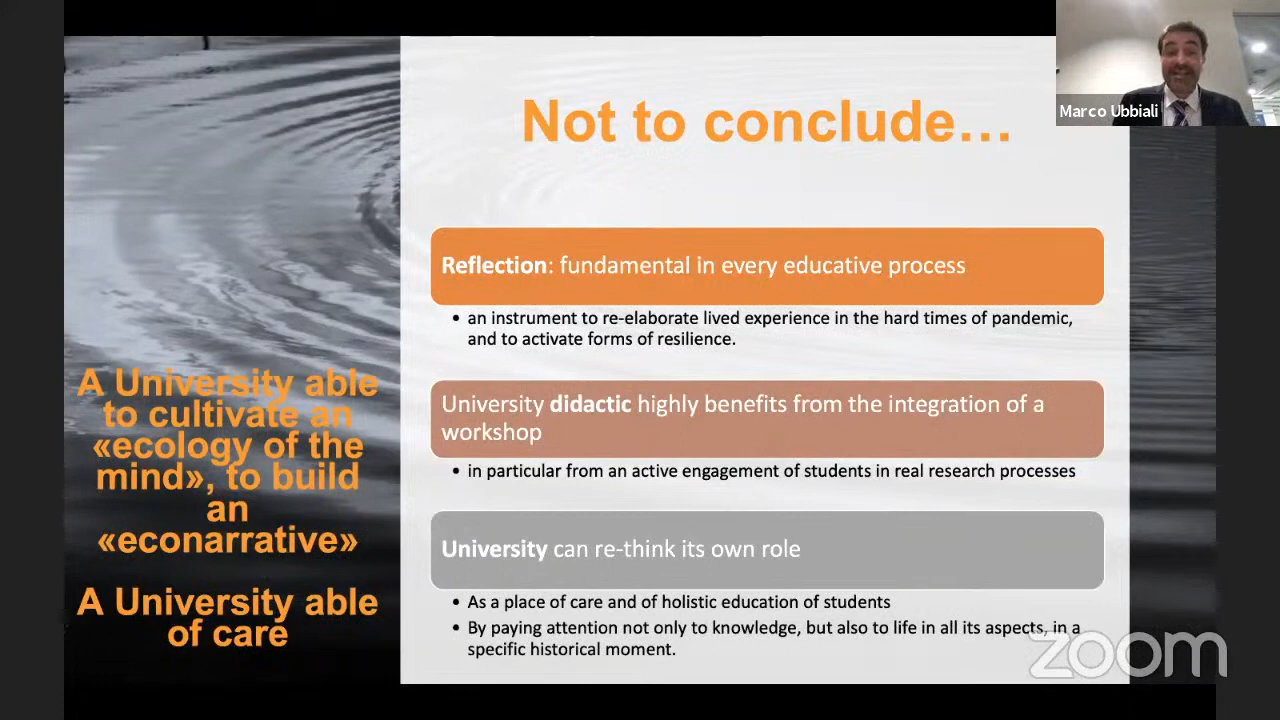 Marco Ubbiali
Not to conclude…
Reflection: fundamental in every educative process
• an instrument to re-elaborate lived experience in the hard times of pandemic,
and to activate forms of resilience.
University didactic highly benefits from the integration of a
workshop
• in particular from an active engagement of students in real research processes
University can re-think its own role
• As a place of care and of holistic education of students
• By paying attention not only to knowledge, but also to life in all its aspects, in a
specific historical moment.
A University able
to cultivate an
«ecology of the
mind», to build
an
«econarrative»
A University able
of care
zoom